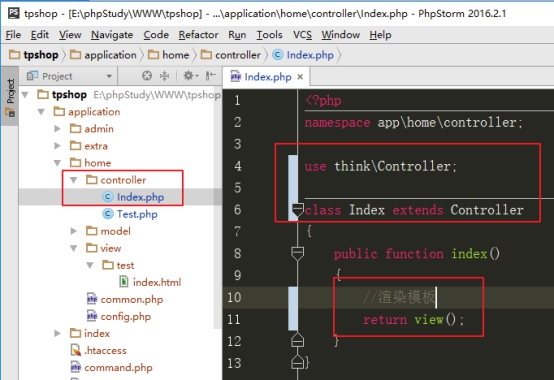 tpshop - [E:\phpStudy\WWW\tpshop] - ...\application\home\controller\Index.php - PhpStorm 2016.2.1
File Edit View Navigate Code Refactor Run Tools VCS Window Help
tpshop application home controller Index.php
Project
Index.php
Project
tpshop E:\phpStudy\WWW\tpshop
application
admin
extra
home
controller
Index.php
Test.php
model
view
test
index.html
common.php
config.php
index
.htaccess
command.php
1 <?php
2 namespace app\home\controller;
3
4 use think\Controller;
5
6 class Index extends Controller
7 {
8 public function index()
9 {
10 //渲染模板
11 return view();
12 }
13 }